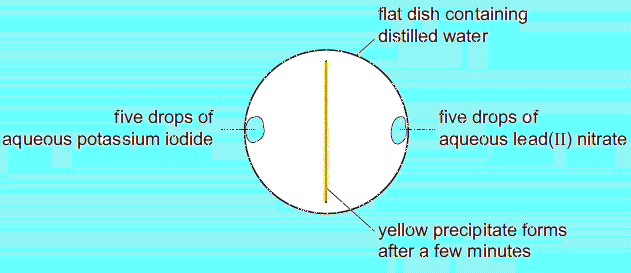 flat dish containing
distilled water
five drops of
aqueous potassium iodide
five drops of
aqueous lead(II) nitrate
yellow precipitate forms
after a few minutes